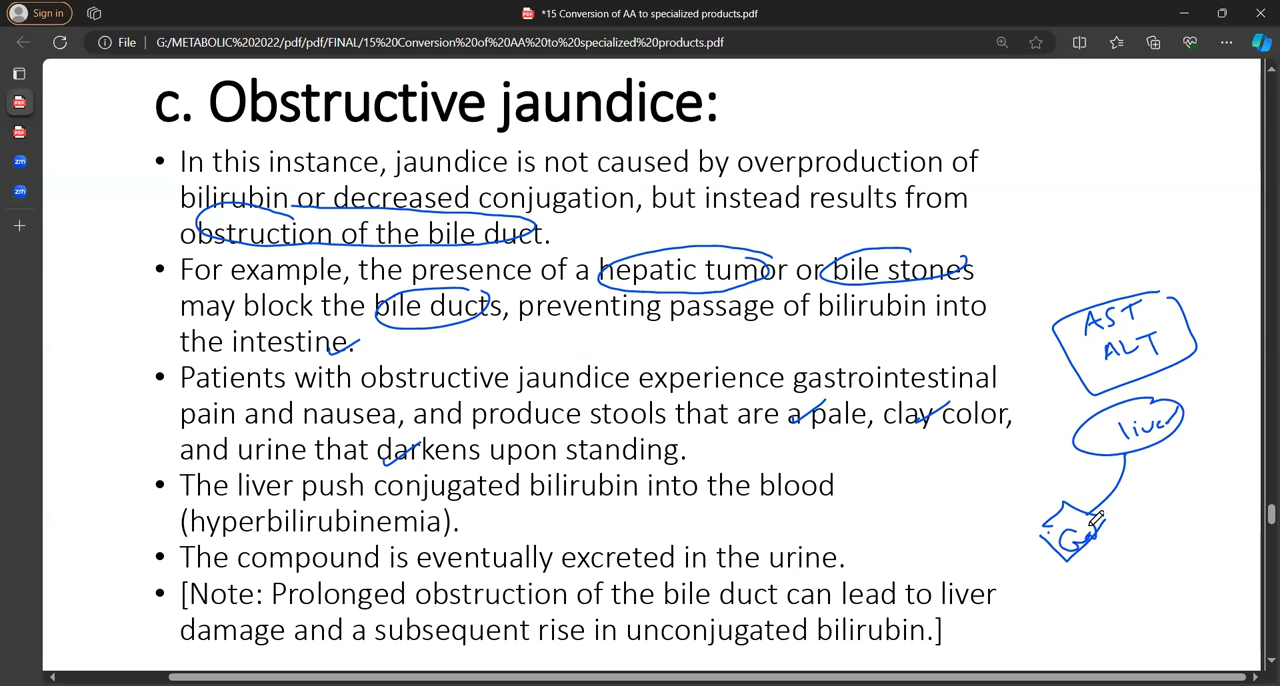 Sign in
*15 Conversion of AA to specialized products.pdf
File
G:/METABOLIC%202022/pdf/pdf/FINAL/15%20Conversion%20of%20AA%20to%20specialized%20products.pdf
c. Obstructive jaundice:
• In this instance, jaundice is not caused by overproduction of
bilirubin or decreased conjugation, but instead results from
obstruction of the bile duct.
• For example, the presence of a hepatic tumor or bile stones
may block the bile ducts, preventing passage of bilirubin into
the intestine.
• Patients with obstructive jaundice experience gastrointestinal
pain and nausea, and produce stools that are a pale, clay color,
and urine that darkens upon standing.
• The liver push conjugated bilirubin into the blood
(hyperbilirubinemia).
• The compound is eventually excreted in the urine.
• [Note: Prolonged obstruction of the bile duct can lead to liver
damage and a subsequent rise in unconjugated bilirubin.]
AST
ALT
liver